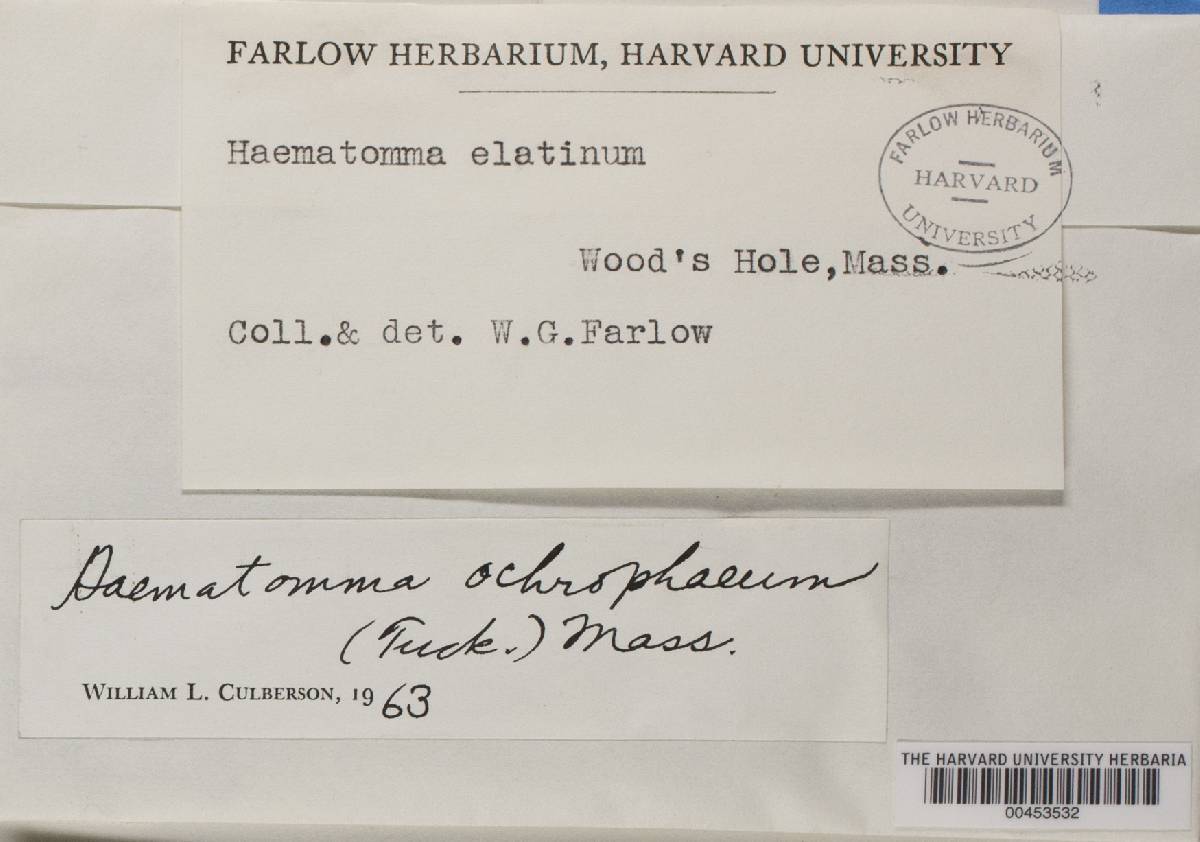 FARLOW HERBARIUM, HARVARD UNIVERSITY
Haematomma elatinum
FARLOW HERBARIUM
HARVARD
UNIVERSITY
Wood's Hole,Mass.
Coll.& det. W.G.Farlow
Haematomma ochrophaeum
(Tuck.) Mass.
WILLIAM L. CULBERSON, 1963
THE HARVARD UNIVERSITY HERBARIA
00453532